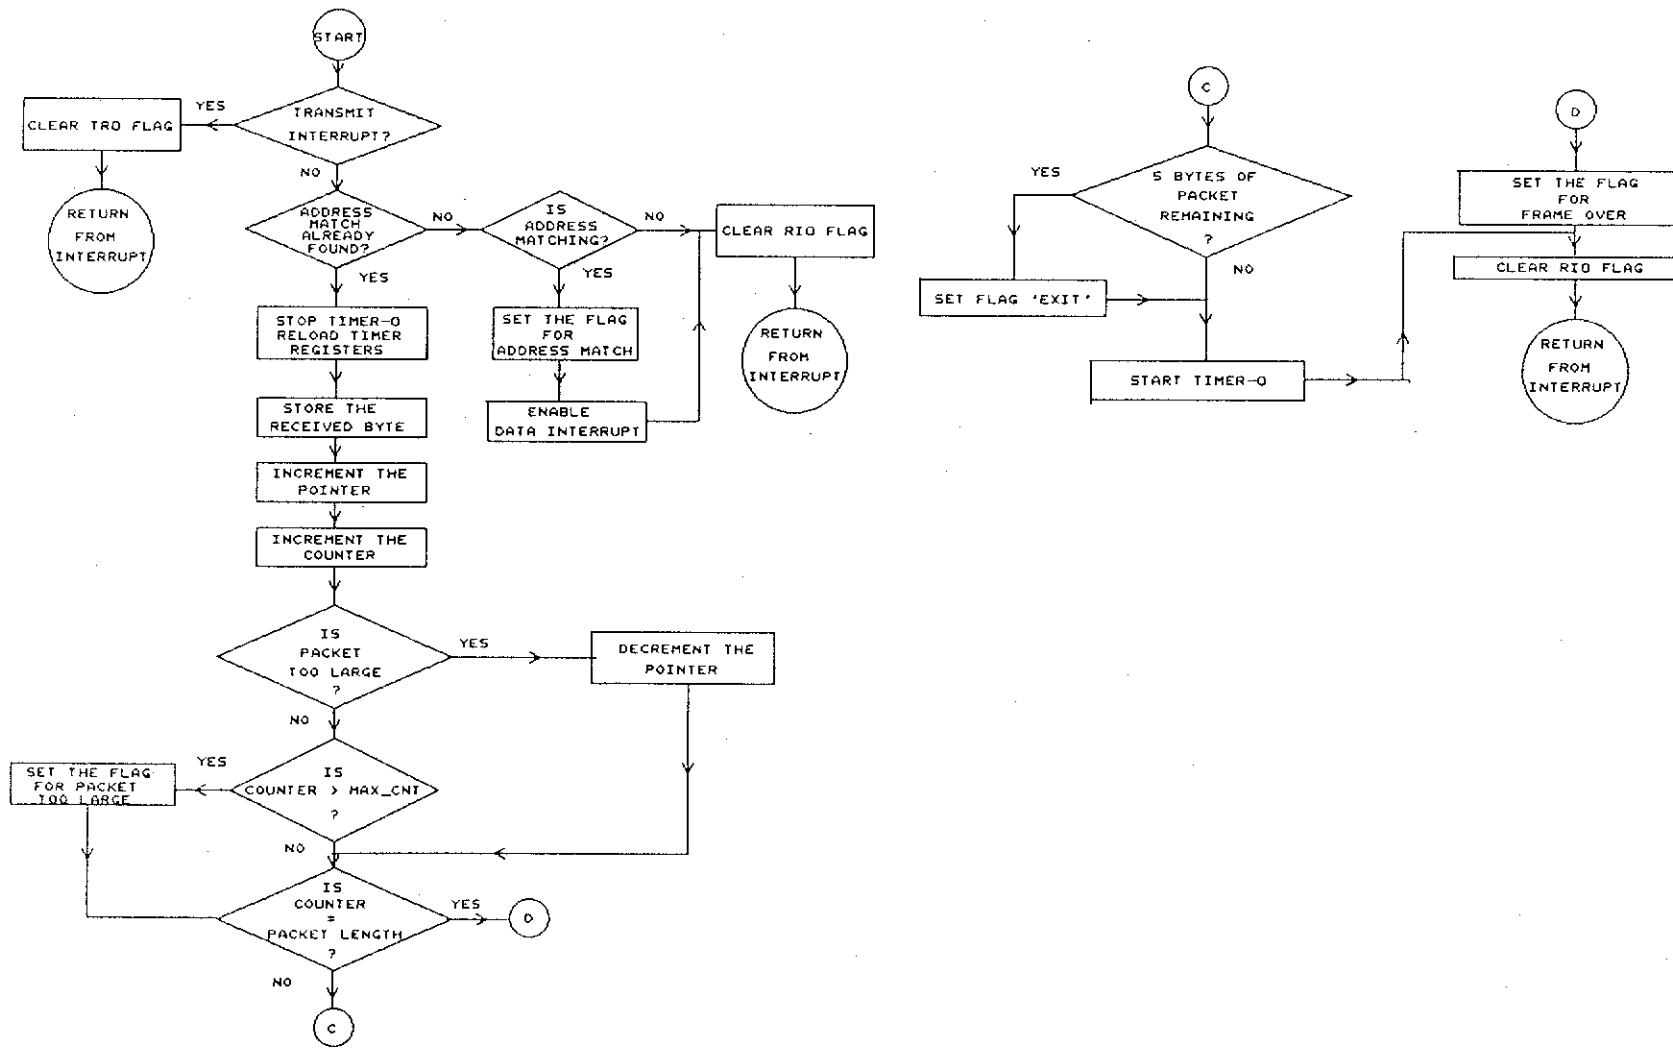 START
TRANSMIT
INTERRUPT?
YES
CLEAR TRO FLAG
RETURN
FROM
INTERRUPT
NO
ADDRESS
MATCH
ALREADY
FOUND?
NO
IS
ADDRESS
MATCHING?
NO
CLEAR RIO FLAG
RETURN
FROM
INTERRUPT
YES
SET THE FLAG
FOR
ADDRESS MATCH
ENABLE
DATA INTERRUPT
YES
STOP TIMER-0
RELOAD TIMER
REGISTERS
STORE THE
RECEIVED BYTE
INCREMENT THE
POINTER
INCREMENT THE
COUNTER
IS
PACKET
TOO LARGE
?
YES
DECREMENT THE
POINTER
NO
IS
COUNTER > MAX_CNT
?
YES
SET THE FLAG
FOR PACKET
TOO LARGE
NO
IS
COUNTER
=
PACKET LENGTH
?
YES
D
NO
C
C
5 BYTES OF
PACKET
REMAINING
?
YES
SET FLAG 'EXIT'
NO
START TIMER-0
D
SET THE FLAG
FOR
FRAME OVER
CLEAR RIO FLAG
RETURN
FROM
INTERRUPT